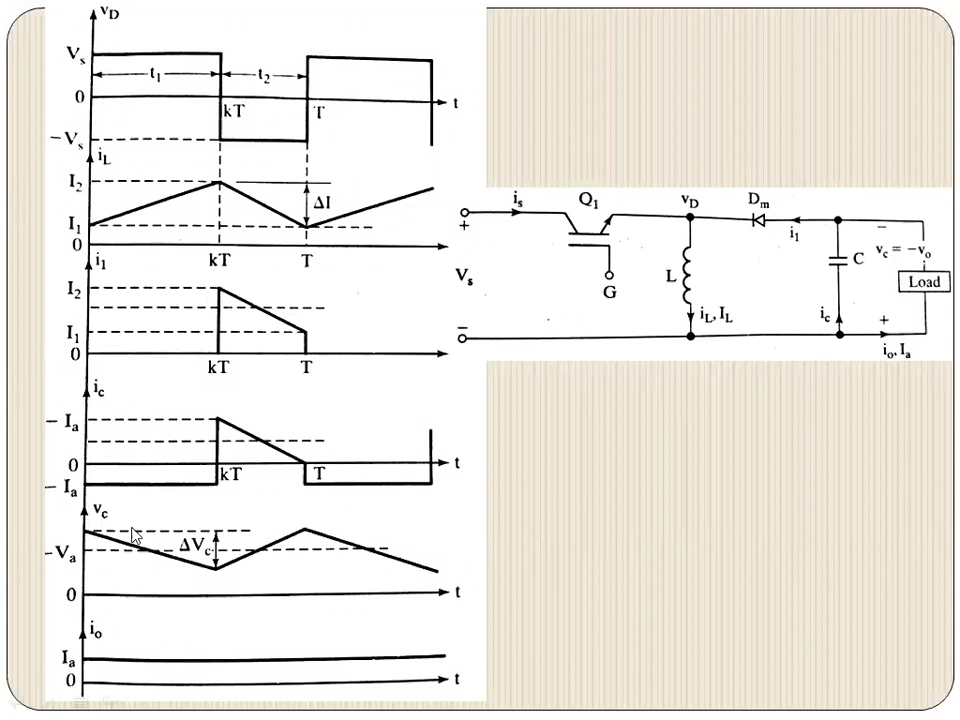 v_D
V_s
t_1
t_2
0
kT
T
t
− V_s
i_L
I_2
ΔI
I_1
0
kT
T
i_1
I_2
I_1
0
kT
T
i_c
− I_a
0
kT
T
t
− I_a
v_c
ΔV_c
-V_a
0
t
i_o
I_a
0
t
i_s
Q_1
v_D
D_m
+
i_1
−
v_c = -v_o
V_s
G
L
C
i
Load
i_L, I_L
i_c
+
−
i_o, I_a